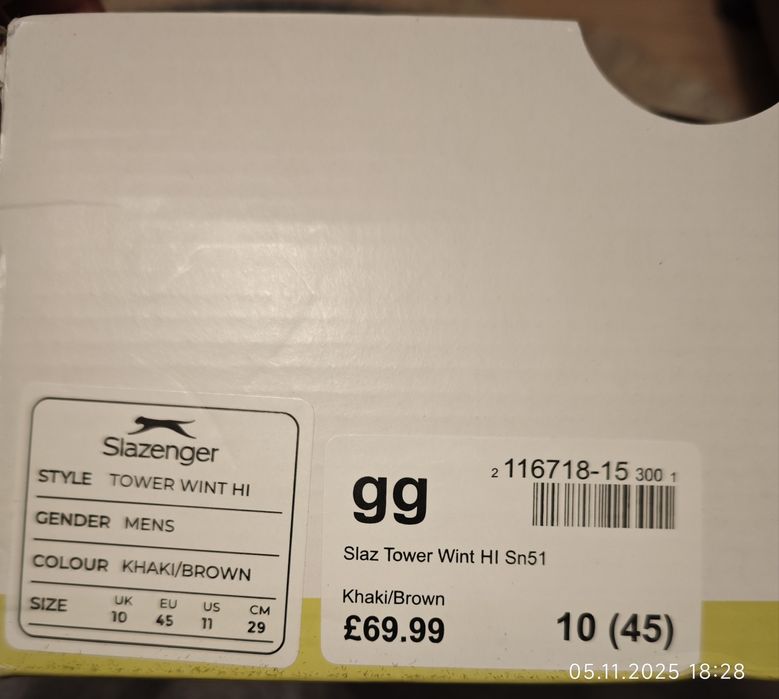 Slazenger
STYLE TOWER WINT HI
GENDER MENS
COLOUR KHAKI/BROWN
SIZE UK EU US CM
10 45 11 29
gg
2 116718-15 300 1
Slaz Tower Wint HI Sn51
Khaki/Brown
£69.99 10 (45)
05.11.2025 18:28